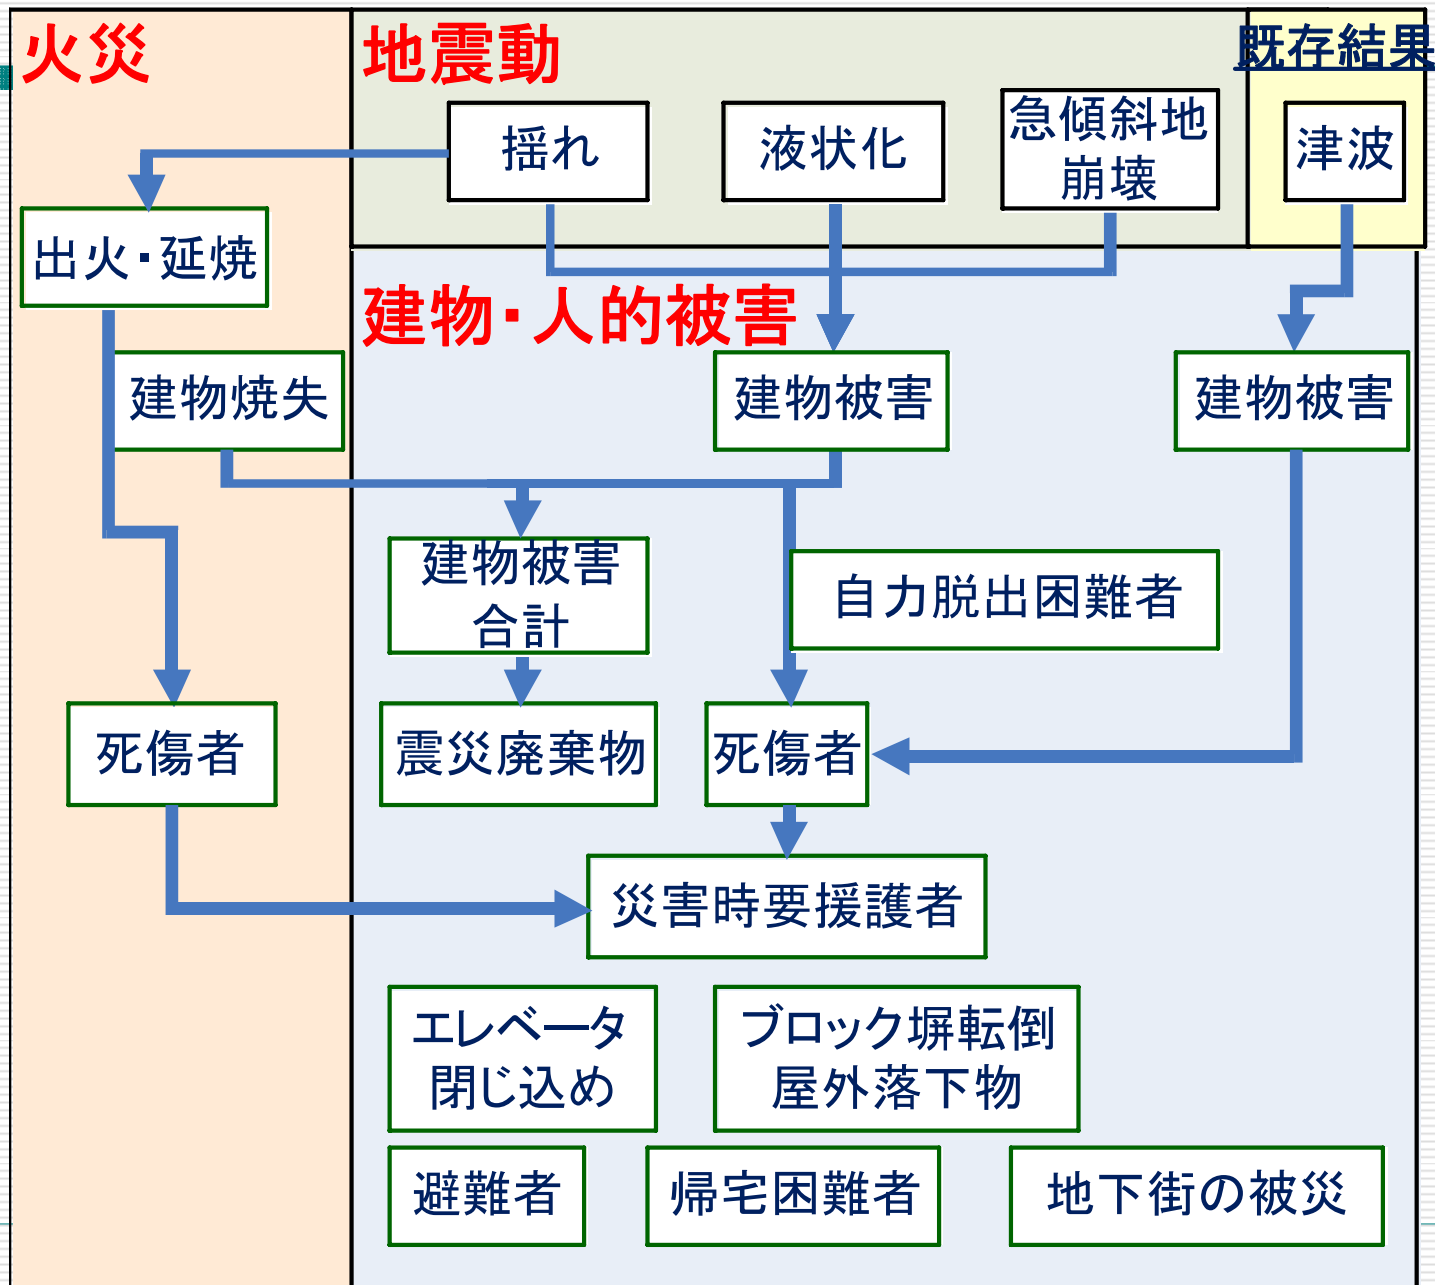 火災
地震動
既存結果
揺れ
液状化
急傾斜地
崩壊
津波
出火・延焼
建物・人的被害
建物焼失
建物被害
建物被害
建物被害
合計
自力脱出困難者
死傷者
震災廃棄物
死傷者
災害時要援護者
エレベータ
閉じ込め
ブロック塀転倒
屋外落下物
避難者
帰宅困難者
地下街の被災